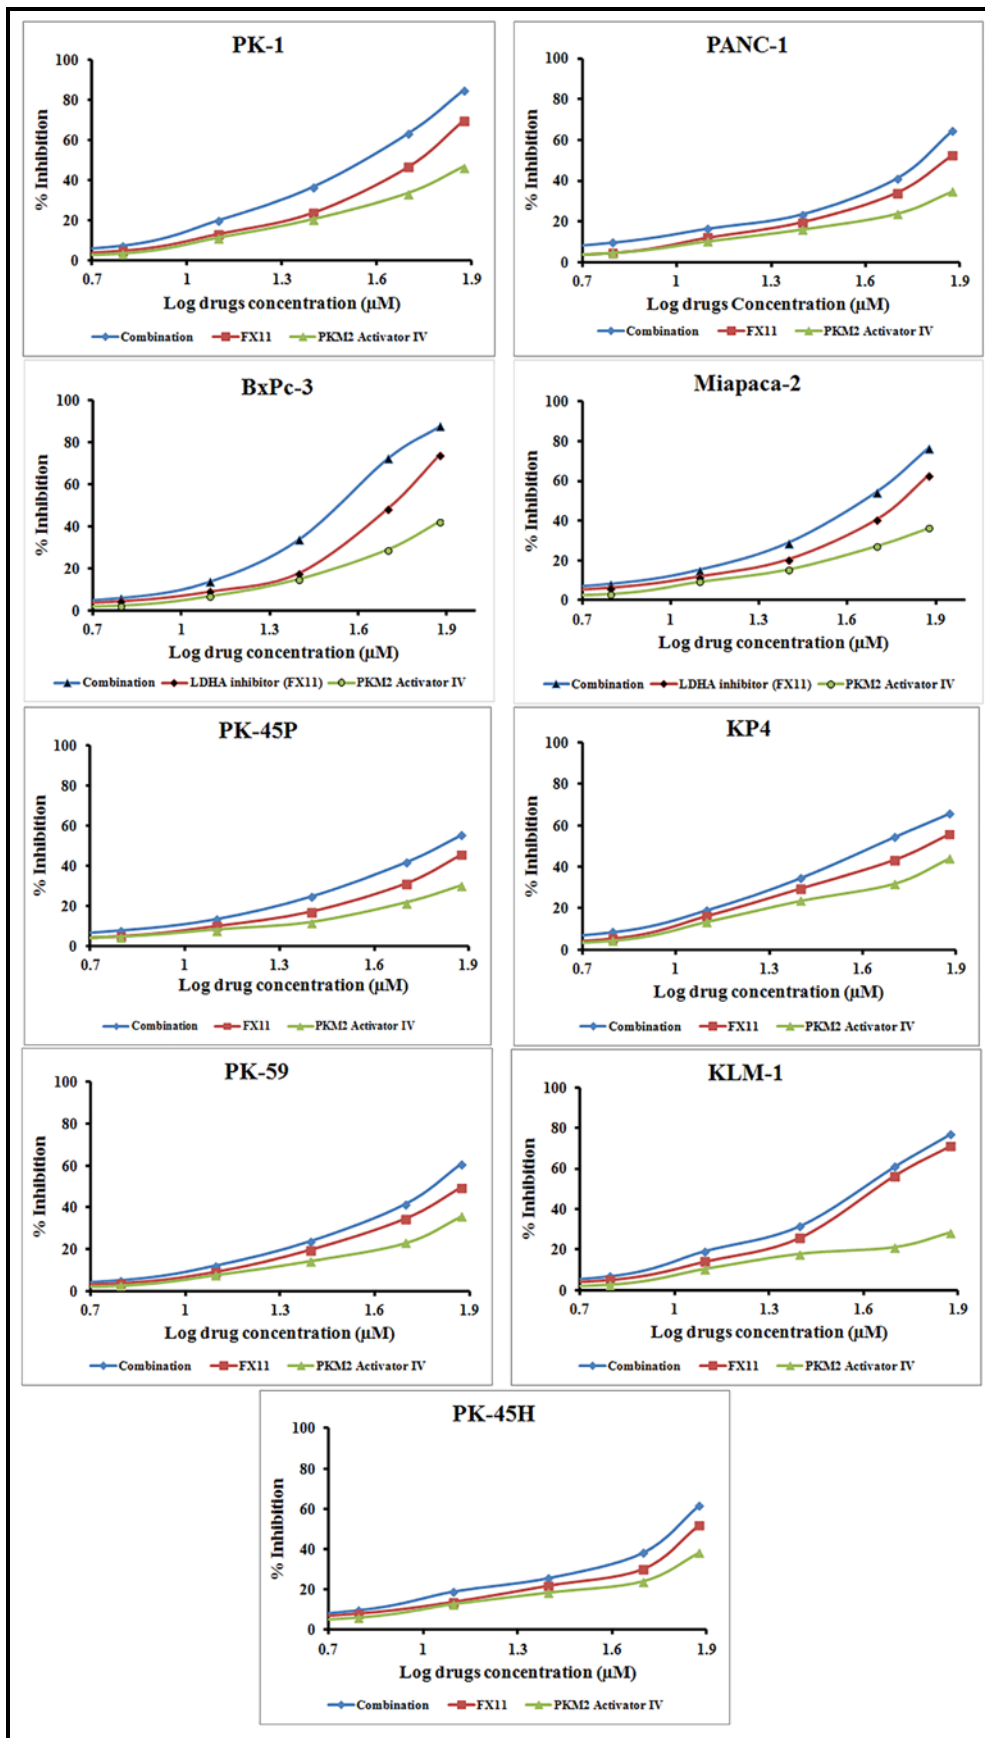 PK-1
100
80
60
40
20
0
% Inhibition
0.7 1 1.3 1.6 1.9
Log drugs concentration (µM)
Combination FX11 PKM2 Activator IV
PANC-1
100
80
60
40
20
0
% Inhibition
0.7 1 1.3 1.6 1.9
Log drugs Concentration (µM)
Combination FX11 PKM2 Activator IV
BxPc-3
100
80
60
40
20
0
% Inhibition
0.7 1 1.3 1.6 1.9
Log drug concentration (µM)
Combination LDHA inhibitor (FX11) PKM2 Activator IV
Miapaca-2
100
80
60
40
20
0
% Inhibition
0.7 1 1.3 1.6 1.9
Log drug concentration (µM)
Combination LDHA inhibitor (FX11) PKM2 Activator IV
PK-45P
100
80
60
40
20
0
% Inhibition
0.7 1 1.3 1.6 1.9
Log drug concentration (µM)
Combination FX11 PKM2 Activator IV
KP4
100
80
60
40
20
0
% Inhibition
0.7 1 1.3 1.6 1.9
Log drug concentration (µM)
Combination FX11 PKM2 Activator IV
PK-59
100
80
60
40
20
0
% Inhibition
0.7 1 1.3 1.6 1.9
Log drug concentration (µM)
Combination FX11 PKM2 Activator IV
KLM-1
100
80
60
40
20
0
% Inhibition
0.7 1 1.3 1.6 1.9
Log drugs concentration (µM)
Combination FX11 PKM2 Activator IV
PK-45H
100
80
60
40
20
0
% Inhibition
0.7 1 1.3 1.6 1.9
Log drugs concentration (µM)
Combination FX11 PKM2 Activator IV